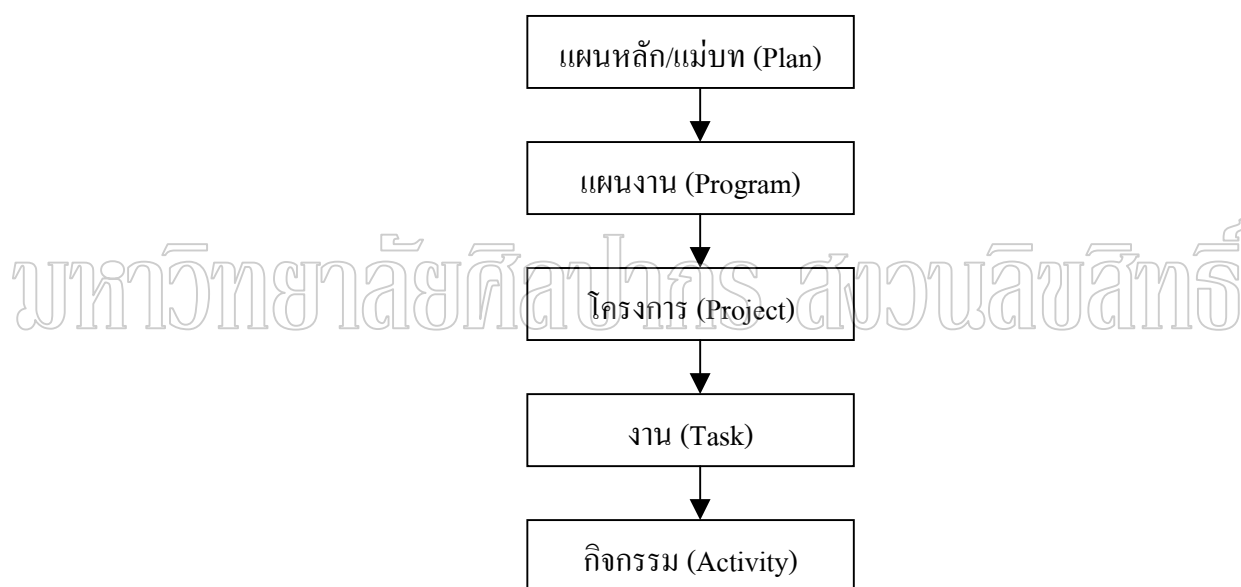 แผนหลัก/แม่บท (Plan)
แผนงาน (Program)
มหาวิทยาลัยศิลปากร สงวนลิขสิทธิ์
โครงการ (Project)
งาน (Task)
กิจกรรม (Activity)